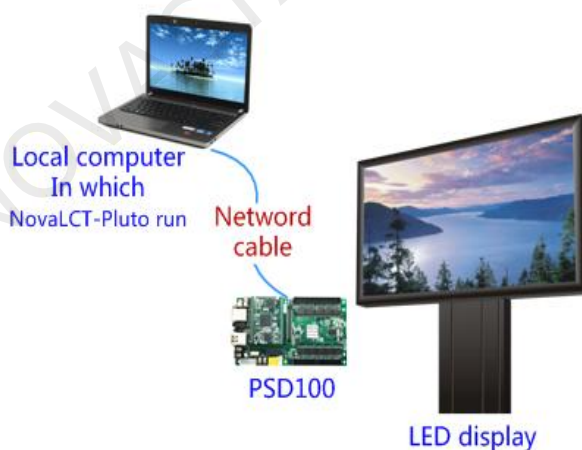 Local computer
In which
NovaLCT-Pluto run
Netword
cable
PSD100
LED display